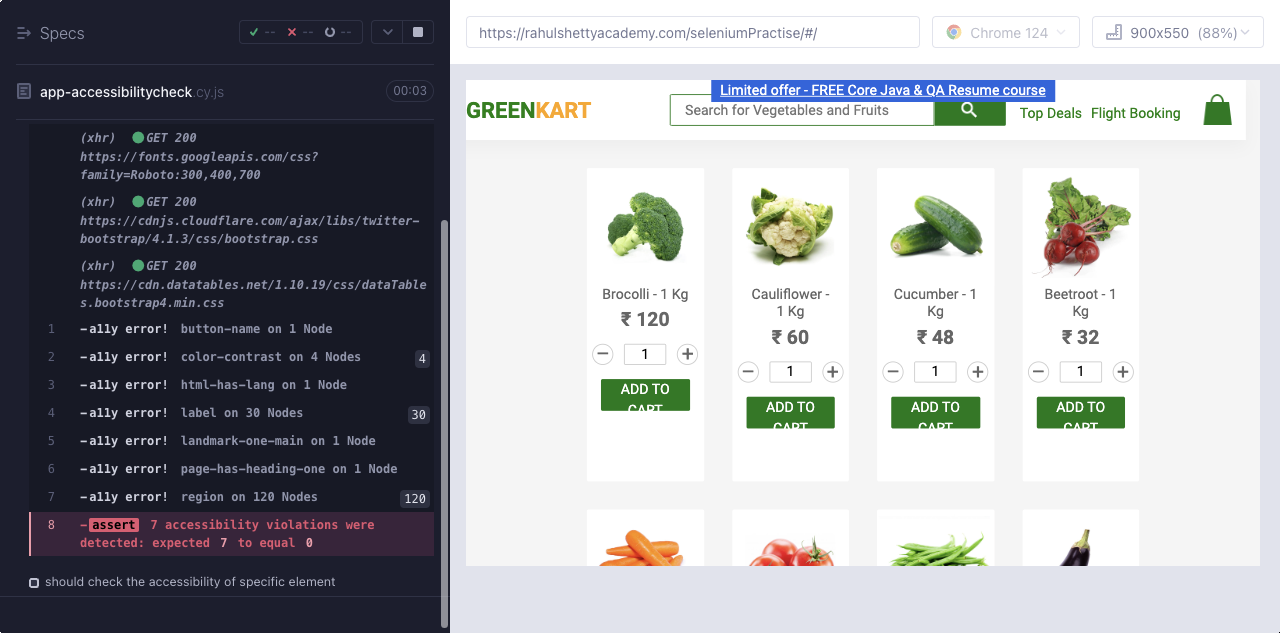 Specs
-- -- --
app-accessibilitycheck.cy.js 00:03
(xhr) GET 200
https://fonts.googleapis.com/css?
family=Roboto:300,400,700
(xhr) GET 200
https://cdnjs.cloudflare.com/ajax/libs/twitter-
bootstrap/4.1.3/css/bootstrap.css
(xhr) GET 200
https://cdn.datatables.net/1.10.19/css/dataTable
s.bootstrap4.min.css
1 -a11y error! button-name on 1 Node
2 -a11y error! color-contrast on 4 Nodes 4
3 -a11y error! html-has-lang on 1 Node
4 -a11y error! label on 30 Nodes 30
5 -a11y error! landmark-one-main on 1 Node
6 -a11y error! page-has-heading-one on 1 Node
7 -a11y error! region on 120 Nodes 120
8 -assert 7 accessibility violations were
detected: expected 7 to equal 0
should check the accessibility of specific element
https://rahulshettyacademy.com/seleniumPractise/#/
Chrome 124
900x550 (88%)
Limited offer - FREE Core Java & QA Resume course
GREENKART
Search for Vegetables and Fruits
Top Deals Flight Booking
Brocolli - 1 Kg
₹ 120
− 1 +
ADD TO
CART
Cauliflower -
1 Kg
₹ 60
− 1 +
ADD TO
CART
Cucumber - 1
Kg
₹ 48
− 1 +
ADD TO
CART
Beetroot - 1
Kg
₹ 32
− 1 +
ADD TO
CART